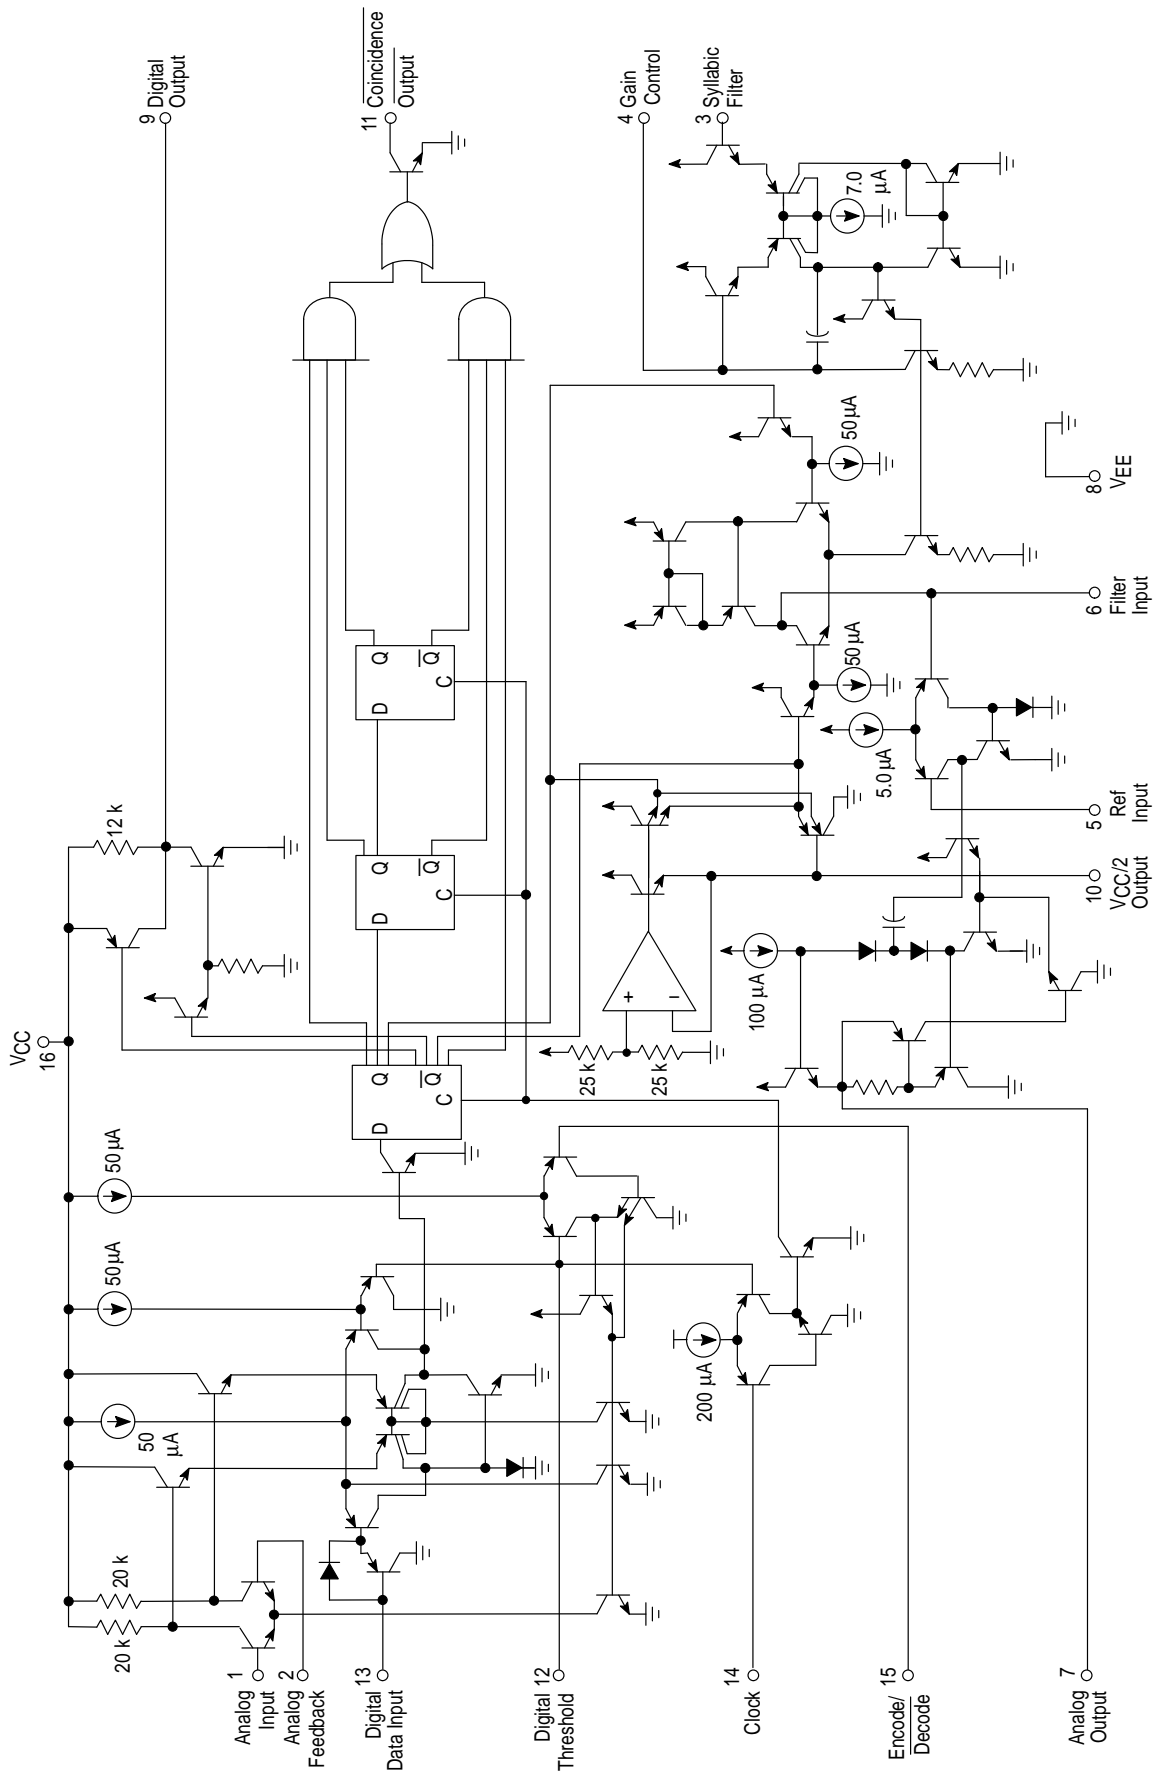 VCC
16
9 Digital
Output
11 Coincidence
Output
4 Gain
Control
3 Syllabic
Filter
12 k
Q
Q
D
C
Q
Q
D
C
Q
Q
D
C
7.0
µA
50 µA
50 µA
50 µA
50 µA
50
µA
20 k
20 k
+
–
25 k
25 k
50 µA
5.0 µA
100 µA
200 µA
1
Analog
Input
2
Analog
Feedback
13
Digital
Data Input
Digital 12
Threshold
14
Clock
15
Encode/
Decode
7
Analog
Output
10
VCC/2
Output
5
Ref
Input
6
Filter
Input
8
VEE